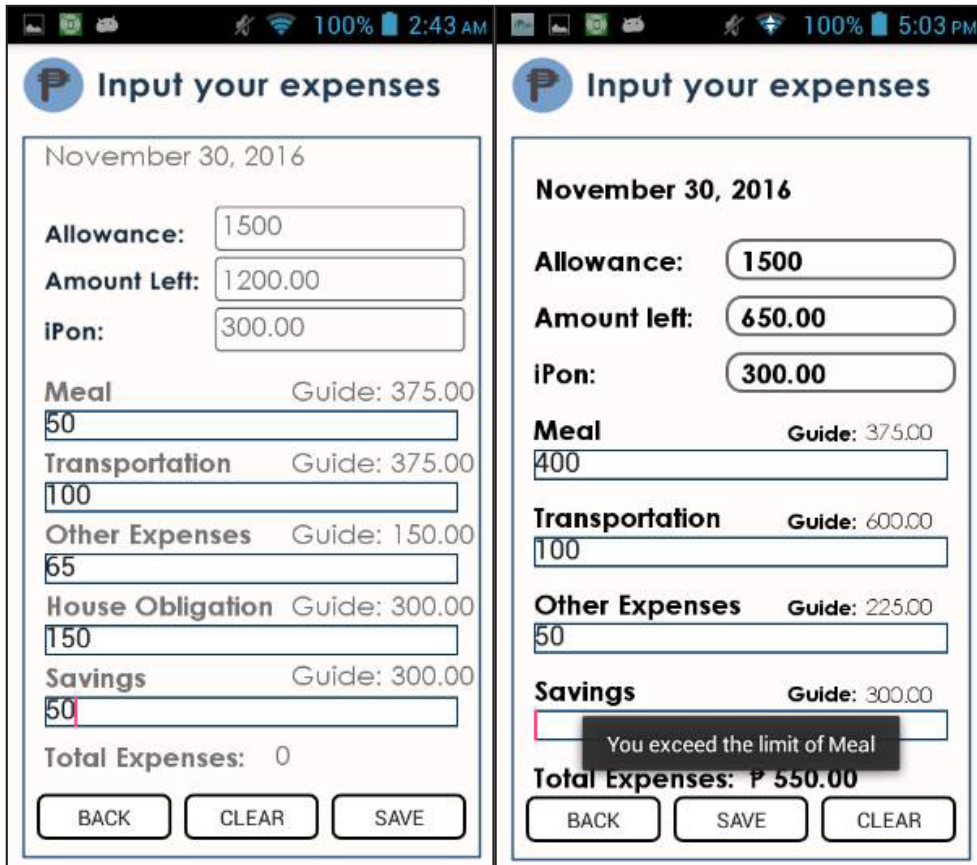 100% 2:43 AM
Input your expenses
November 30, 2016
Allowance: 1500
Amount Left: 1200.00
iPon: 300.00
Meal Guide: 375.00
50
Transportation Guide: 375.00
100
Other Expenses Guide: 150.00
65
House Obligation Guide: 300.00
150
Savings Guide: 300.00
50
Total Expenses: 0
BACK CLEAR SAVE
100% 5:03 PM
Input your expenses
November 30, 2016
Allowance: 1500
Amount left: 650.00
iPon: 300.00
Meal Guide: 375.00
400
Transportation Guide: 600.00
100
Other Expenses Guide: 225.00
50
Savings Guide: 300.00
You exceed the limit of Meal
Total Expenses: ₱ 550.00
BACK SAVE CLEAR